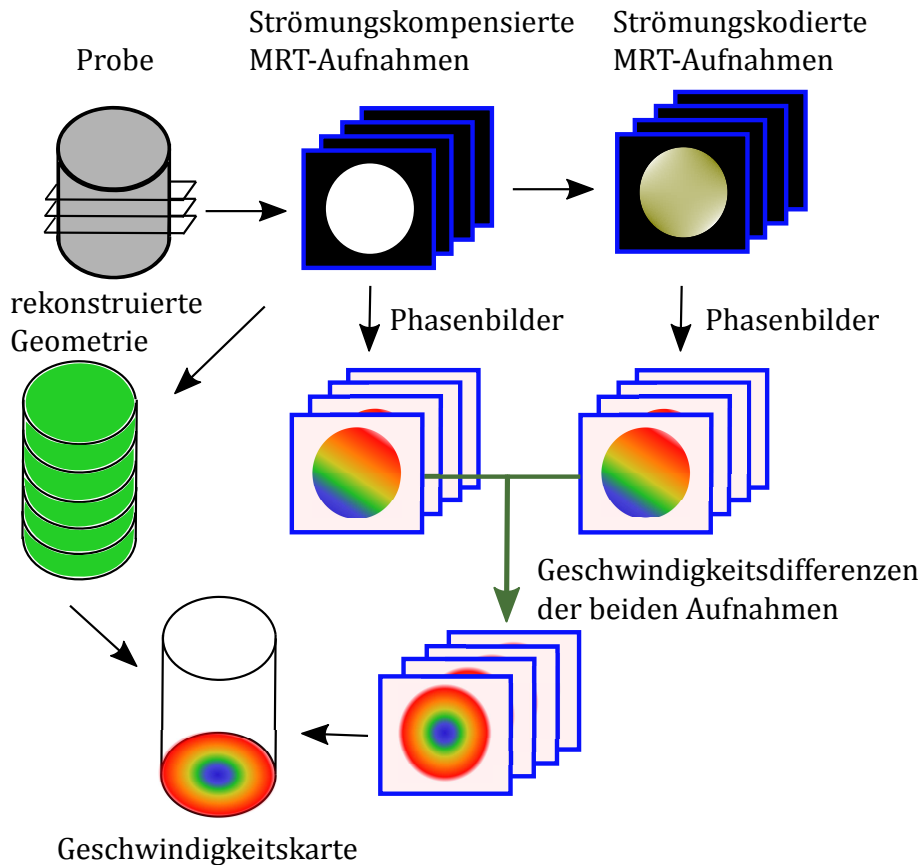 Probe
Strömungskompensierte
MRT-Aufnahmen
Strömungskodierte
MRT-Aufnahmen
rekonstruierte
Geometrie
Phasenbilder
Phasenbilder
Geschwindigkeitsdifferenzen
der beiden Aufnahmen
Geschwindigkeitskarte